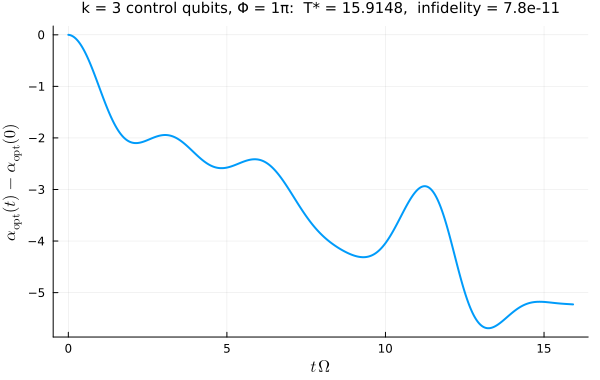 k = 3 control qubits, Φ = 1π:  T* = 15.9148,  infidelity = 7.8e-11
α_opt(t) − α_opt(0)
0
−1
−2
−3
−4
−5
0 5 10 15
t Ω